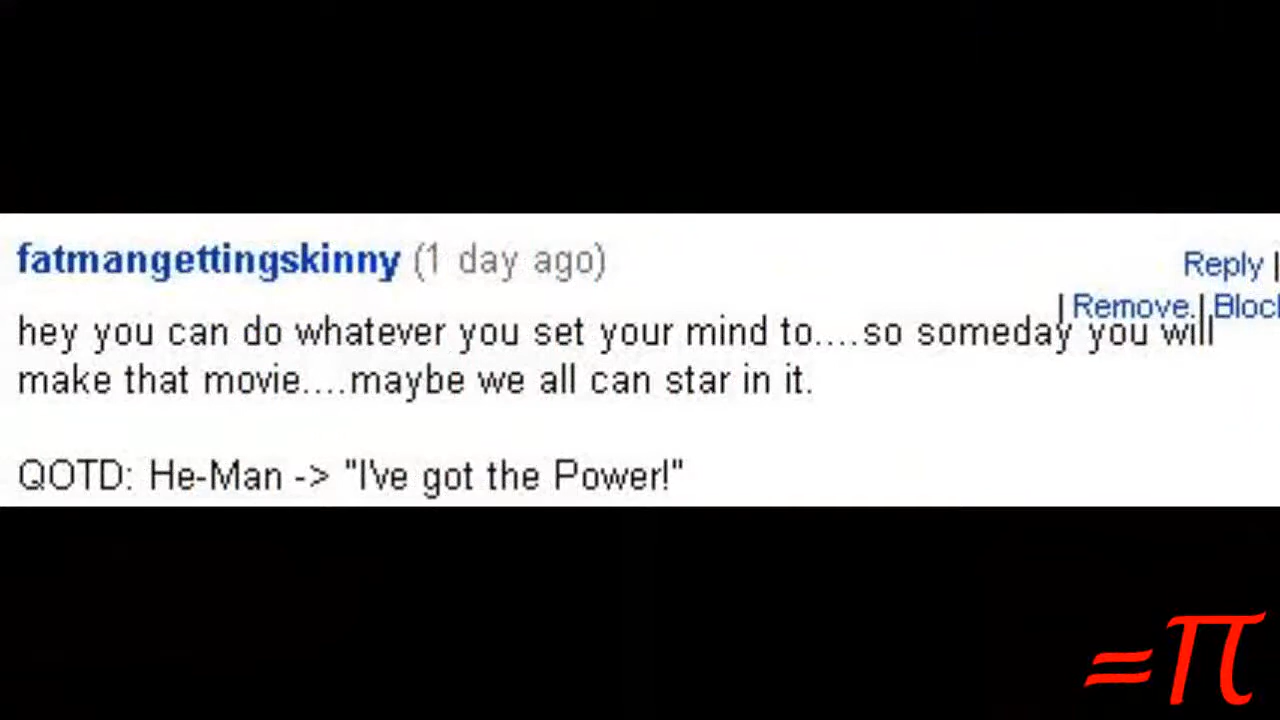 fatmangettingskinny (1 day ago)
Reply |
| Remove | Block
hey you can do whatever you set your mind to....so someday you will
make that movie....maybe we all can star in it.
QOTD: He-Man -> "I've got the Power!"
=π